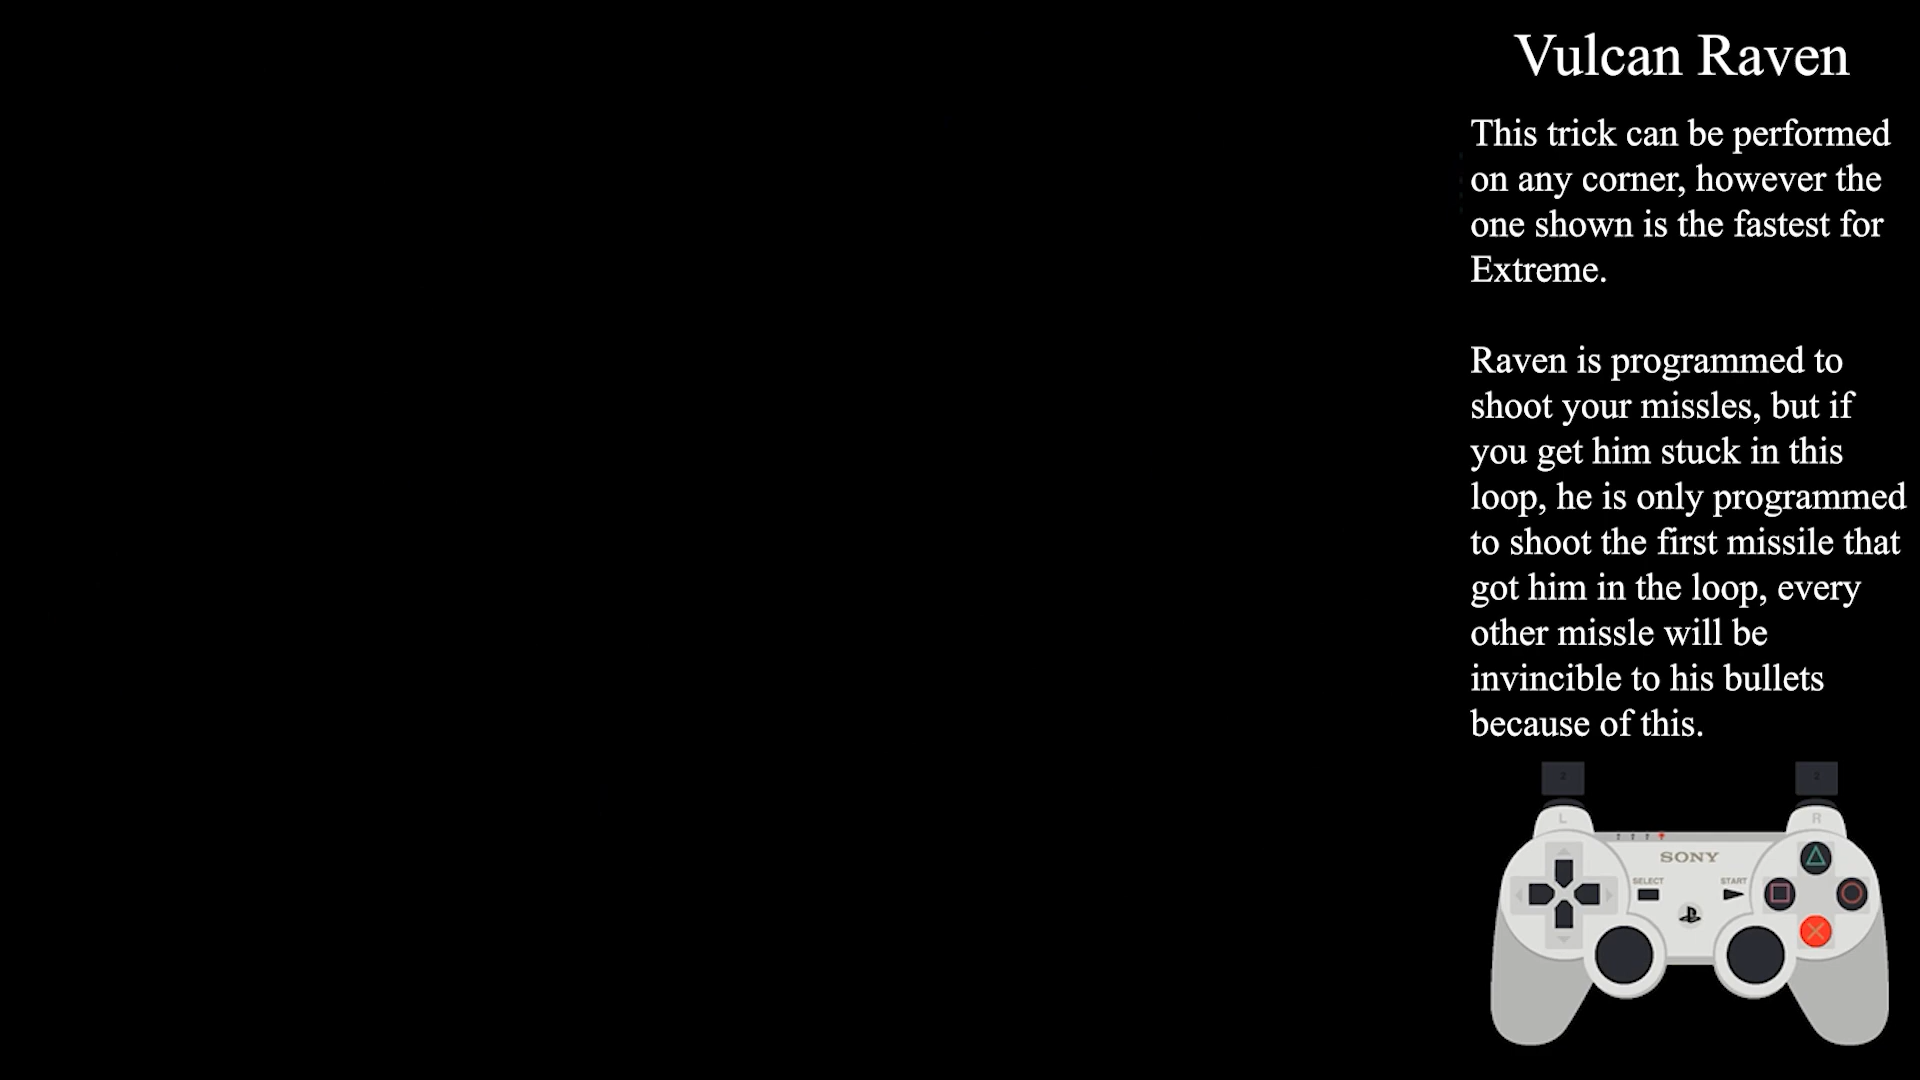 Vulcan Raven
This trick can be performed
on any corner, however the
one shown is the fastest for
Extreme.
Raven is programmed to
shoot your missles, but if
you get him stuck in this
loop, he is only programmed
to shoot the first missile that
got him in the loop, every
other missle will be
invincible to his bullets
because of this.
2 2
L R
SONY
SELECT START